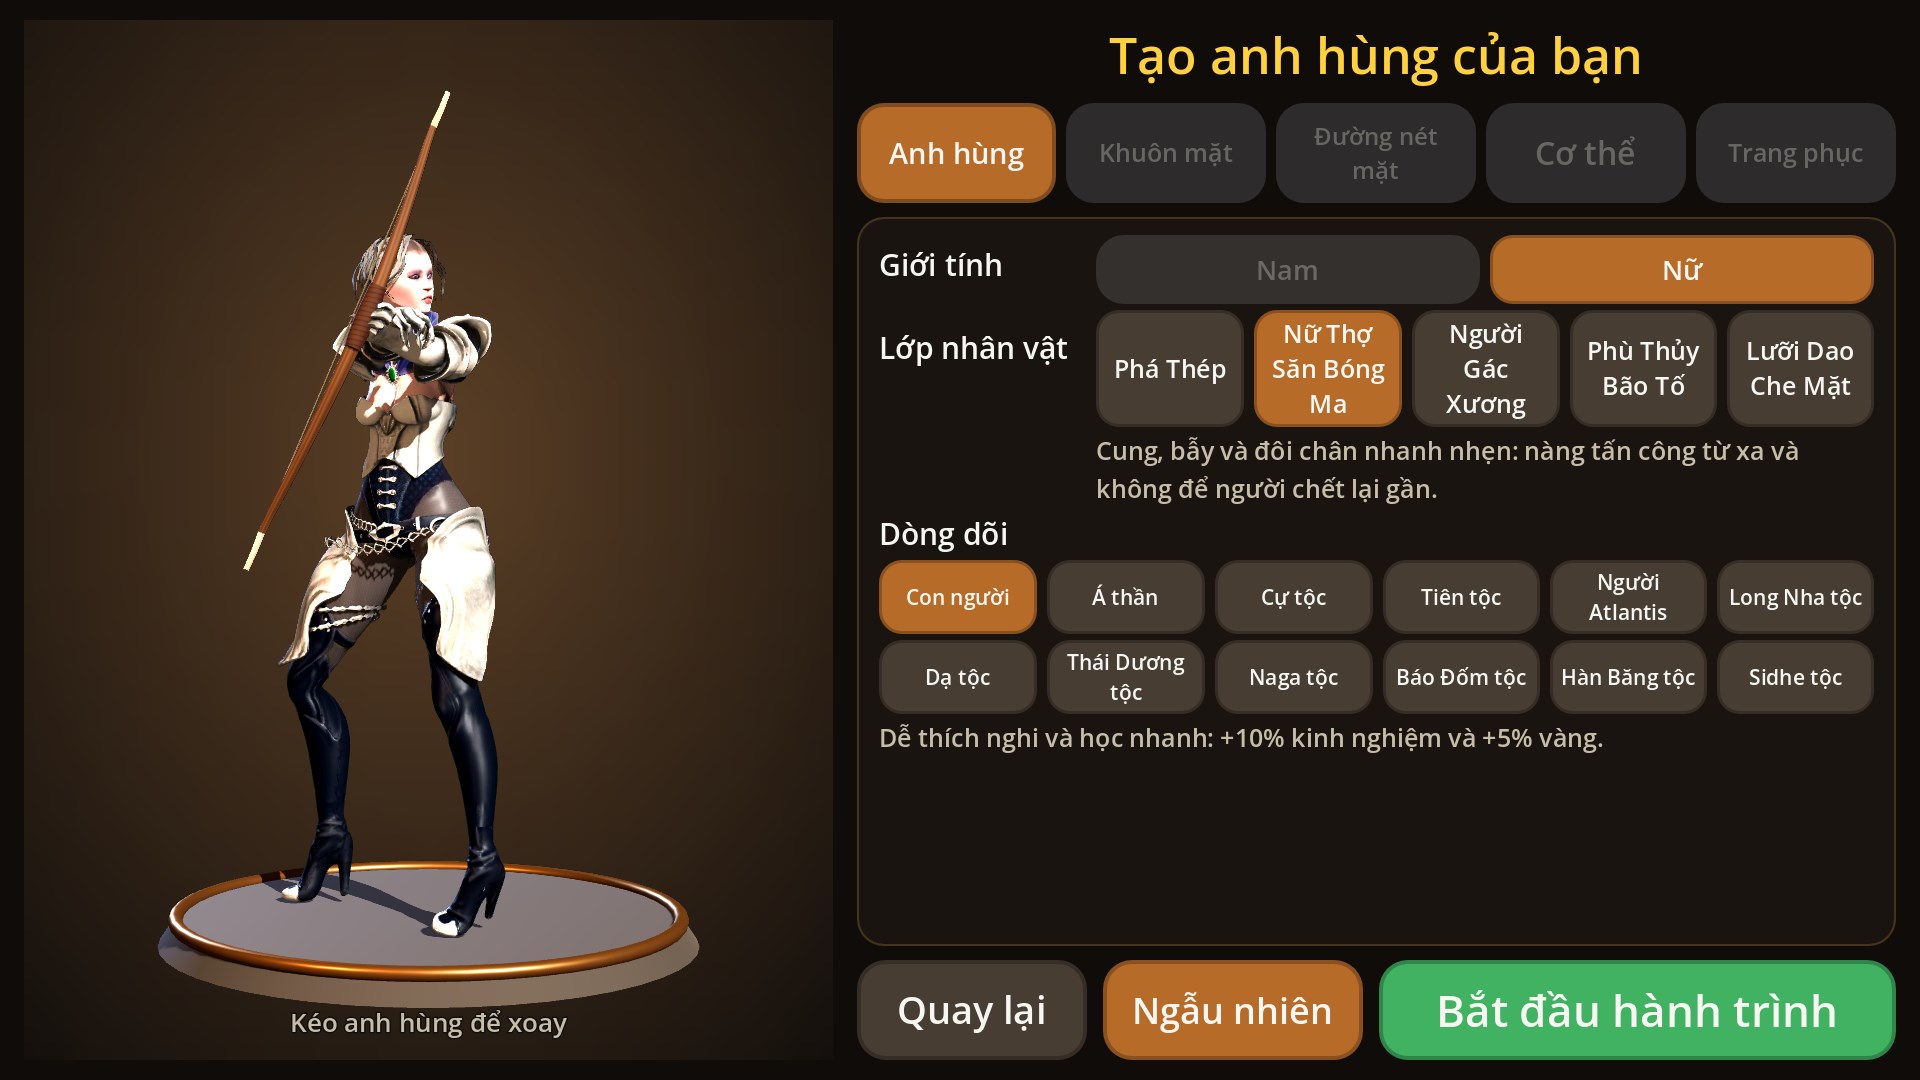 Tạo anh hùng của bạn
Anh hùng
Khuôn mặt
Đường nét
mặt
Cơ thể
Trang phục
Giới tính
Nam
Nữ
Lớp nhân vật
Phá Thép
Nữ Thợ
Săn Bóng
Ma
Người
Gác
Xương
Phù Thủy
Bão Tố
Lưỡi Dao
Che Mặt
Cung, bẫy và đôi chân nhanh nhẹn: nàng tấn công từ xa và
không để người chết lại gần.
Dòng dõi
Con người
Á thần
Cự tộc
Tiên tộc
Người
Atlantis
Long Nha tộc
Dạ tộc
Thái Dương
tộc
Naga tộc
Báo Đốm tộc
Hàn Băng tộc
Sidhe tộc
Dễ thích nghi và học nhanh: +10% kinh nghiệm và +5% vàng.
Kéo anh hùng để xoay
Quay lại
Ngẫu nhiên
Bắt đầu hành trình